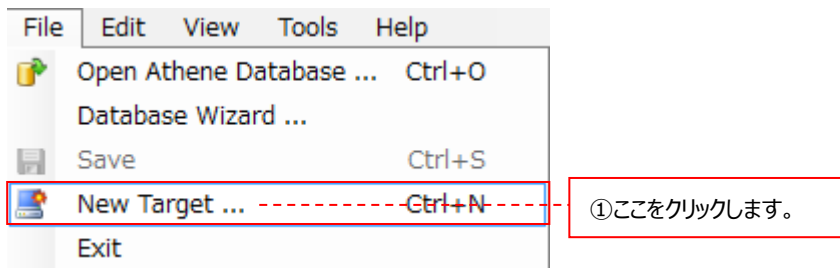 File Edit View Tools Help
Open Athene Database ... Ctrl+O
Database Wizard ...
Save Ctrl+S
New Target ... Ctrl+N
①ここをクリックします。
Exit